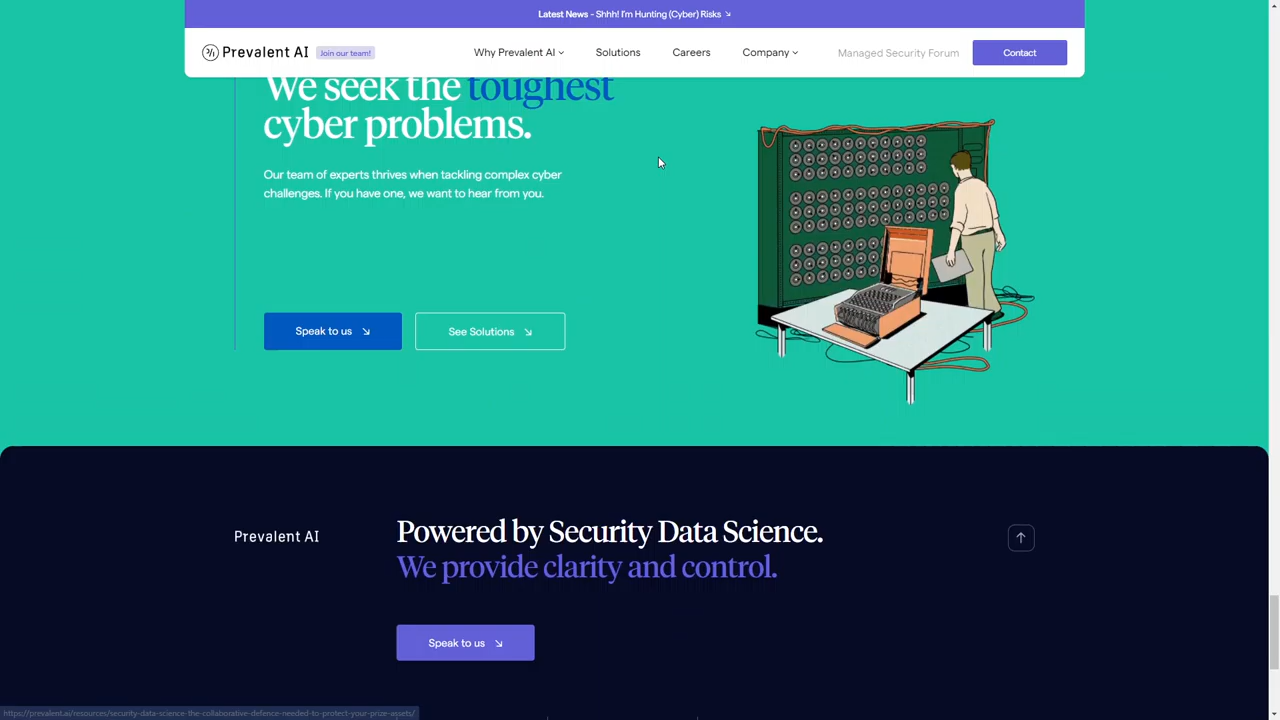 Latest News - Shhh! I'm Hunting (Cyber) Risks
Prevalent AI
Join our team!
Why Prevalent AI
Solutions
Careers
Company
Managed Security Forum
Contact
We seek the toughest
cyber problems.
Our team of experts thrives when tackling complex cyber
challenges. If you have one, we want to hear from you.
Speak to us
See Solutions
Prevalent AI
Powered by Security Data Science.
We provide clarity and control.
Speak to us
https://prevalent.ai/resources/security-data-science-the-collaborative-defence-needed-to-protect-your-prize-assets/